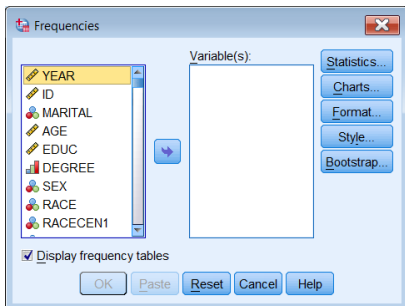 Frequencies
Variable(s):
YEAR
ID
MARITAL
AGE
EDUC
DEGREE
SEX
RACE
RACECEN1
Statistics...
Charts...
Format...
Style...
Bootstrap...
Display frequency tables
OK Paste Reset Cancel Help